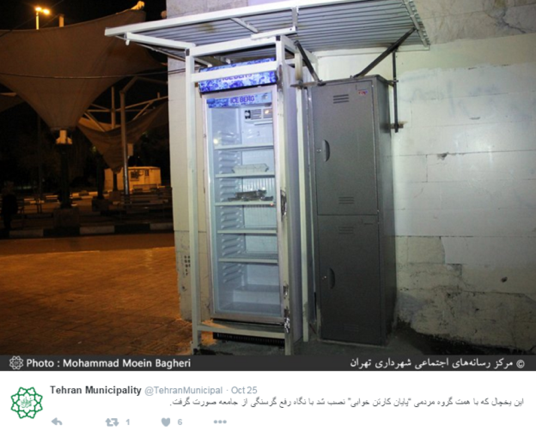 ICE BERG
Photo : Mohammad Moein Bagheri
© مرکز رسانه‌های اجتماعی شهرداری تهران
Tehran Municipality @TehranMunicipal · Oct 25
این یخچال که با همت گروه مردمی "پایان کارتن خوابی" نصب شد با نگاه رفع گرسنگی از جامعه صورت گرفت.
1 6